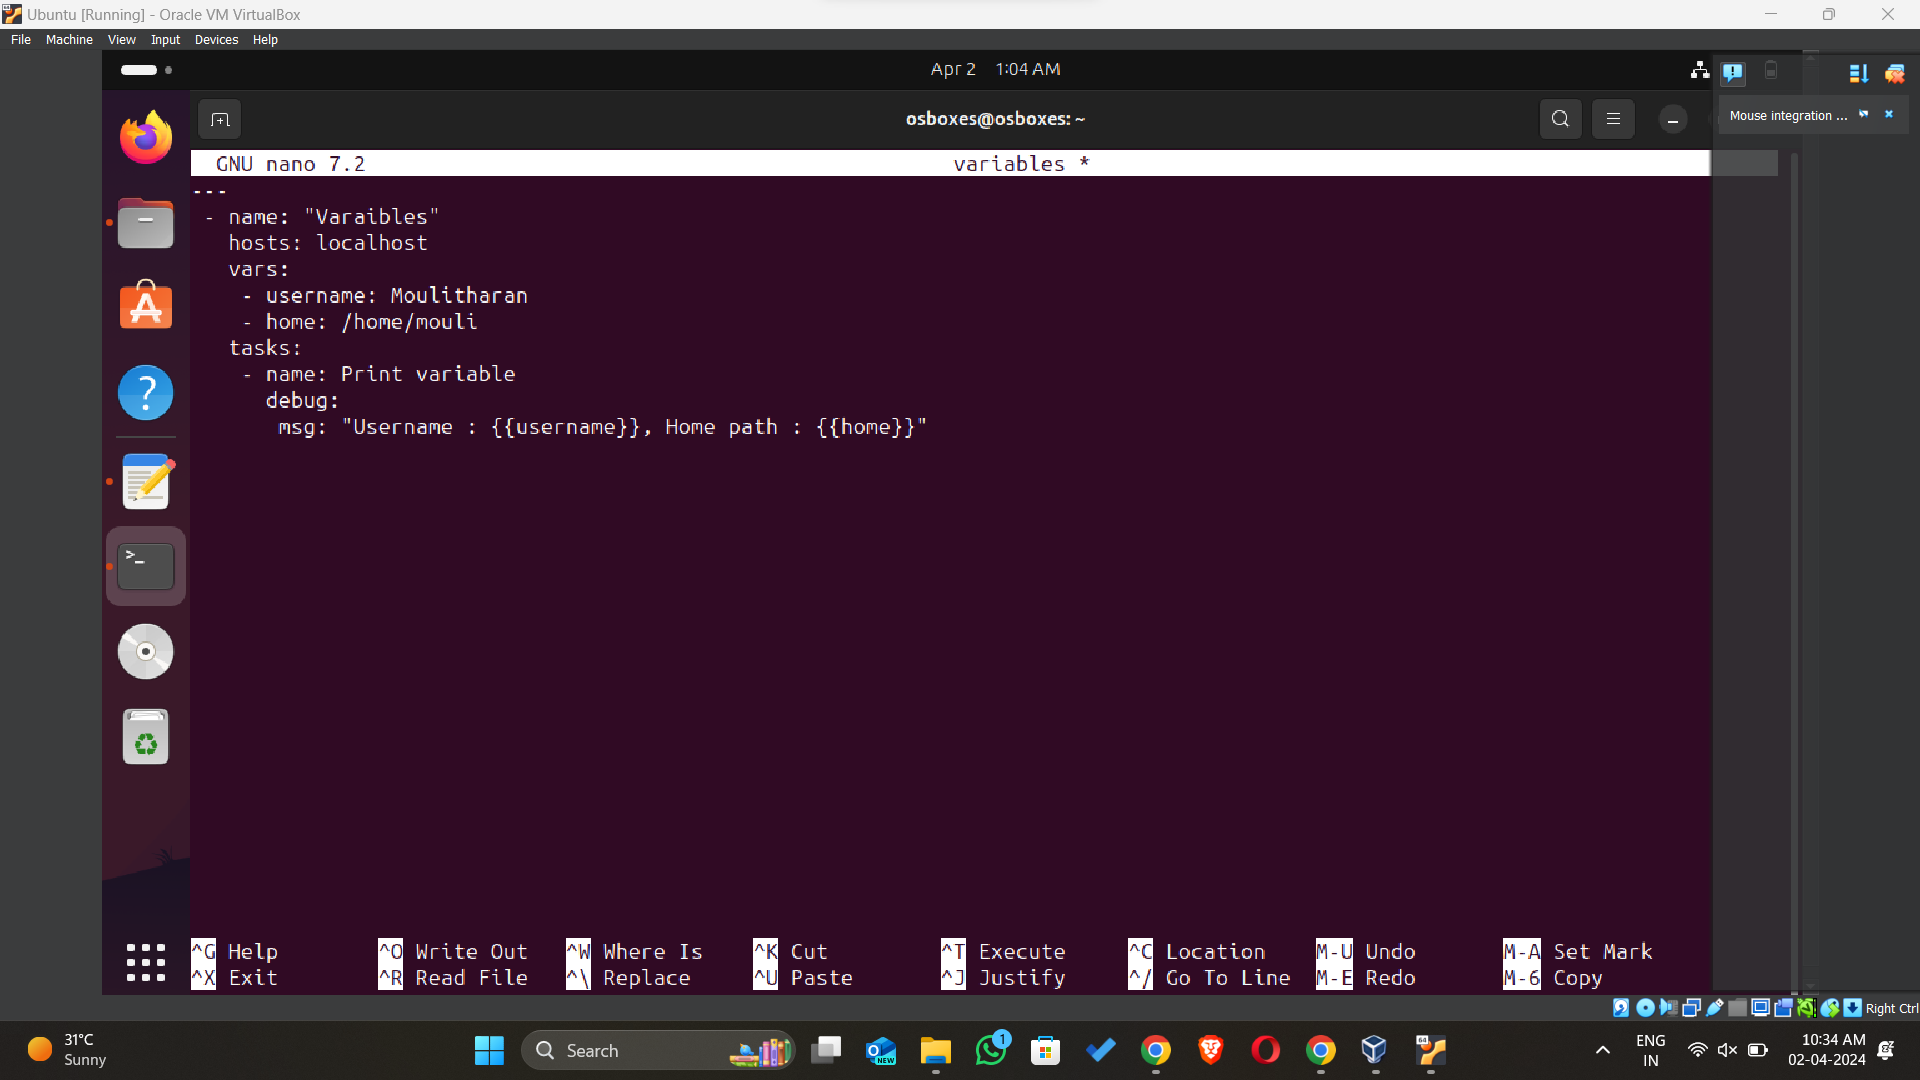 Ubuntu [Running] - Oracle VM VirtualBox
File Machine View Input Devices Help
Apr 2 1:04 AM
osboxes@osboxes: ~
Mouse integration ...
GNU nano 7.2 variables *
---
- name: "Varaibles"
hosts: localhost
vars:
- username: Moulitharan
- home: /home/mouli
tasks:
- name: Print variable
debug:
msg: "Username : {{username}}, Home path : {{home}}"
^G Help ^O Write Out ^W Where Is ^K Cut ^T Execute ^C Location M-U Undo M-A Set Mark
^X Exit ^R Read File ^\ Replace ^U Paste ^J Justify ^/ Go To Line M-E Redo M-6 Copy
Right Ctrl
31°C
Sunny
Search
NEW
1
64
ENG
IN
10:34 AM
02-04-2024